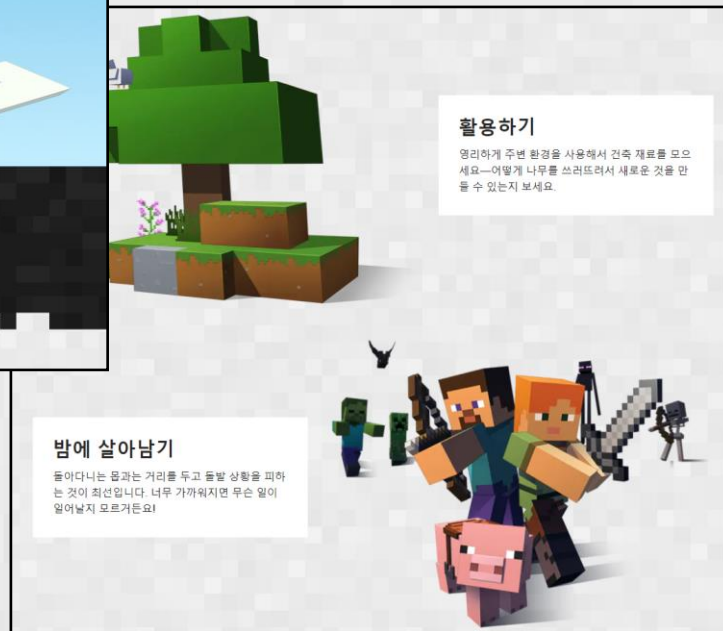 활용하기
영리하게 주변 환경을 사용해서 건축 재료를 모으
세요—어떻게 나무를 쓰러뜨려서 새로운 것을 만
들 수 있는지 보세요.
밤에 살아남기
돌아다니는 몹과는 거리를 두고 돌발 상황을 피하
는 것이 최선입니다. 너무 가까워지면 무슨 일이
일어날지 모르거든요!